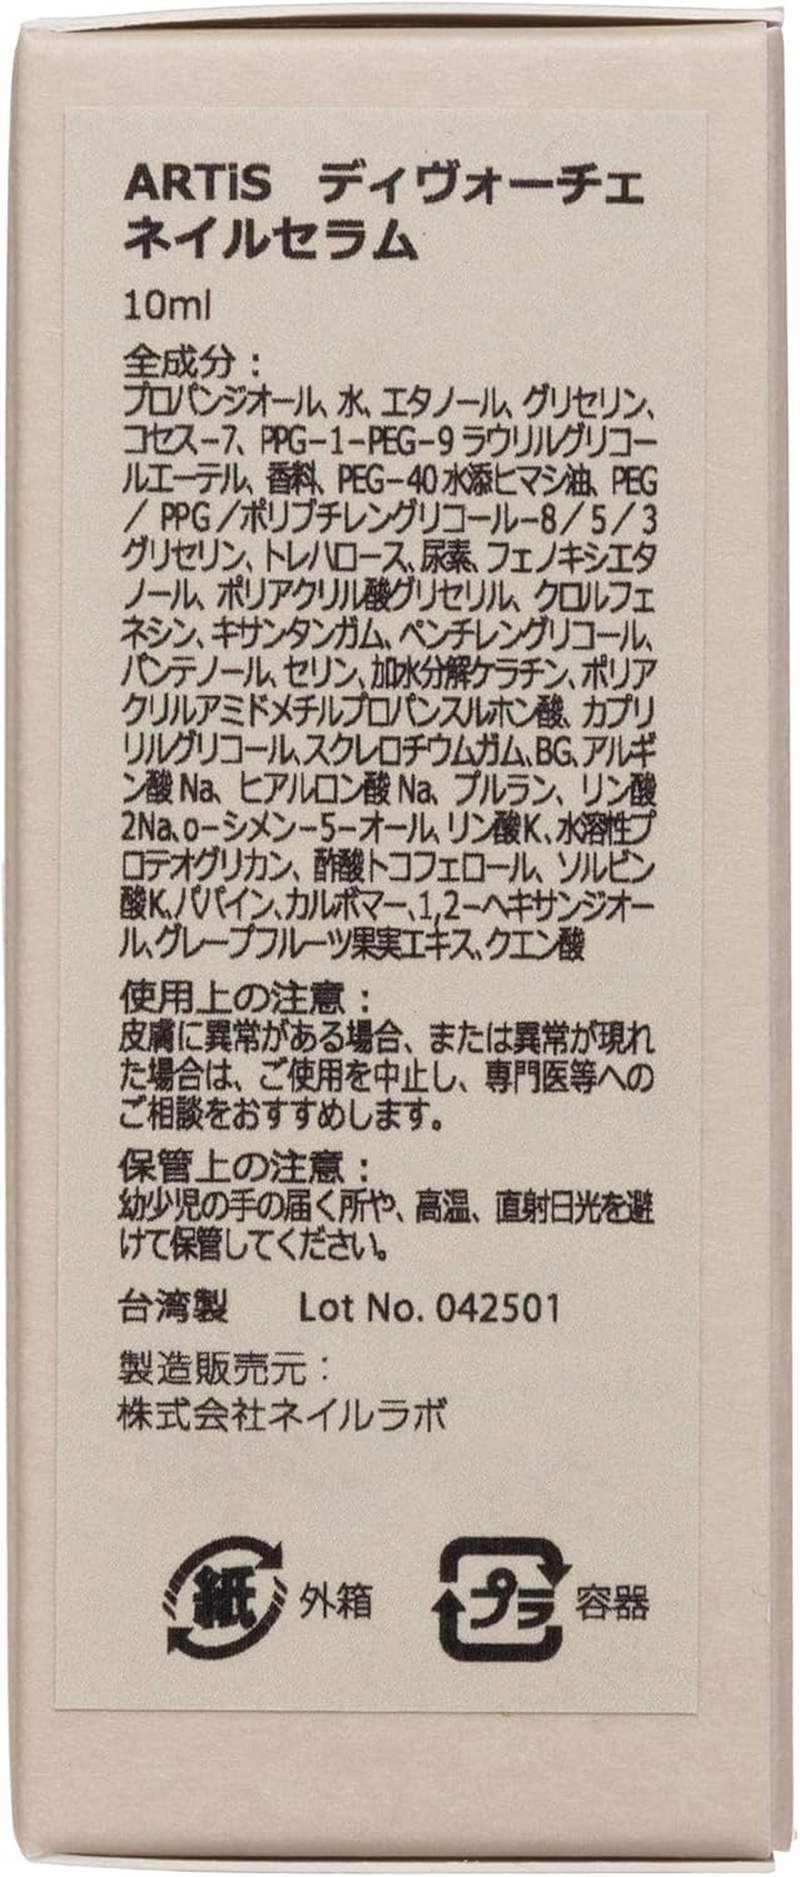 ARTiS ディヴォーチェ
ネイルセラム
10ml
全成分：
プロパンジオール、水、エタノール、グリセリン、
コセス-7、PPG-1-PEG-9ラウリルグリコー
ルエーテル、香料、PEG-40水添ヒマシ油、PEG
/PPG/ポリブチレングリコール-8/5/3
グリセリン、トレハロース、尿素、フェノキシエタ
ノール、ポリアクリル酸グリセリル、クロルフェ
ネシン、キサンタンガム、ペンチレングリコール、
パンテノール、セリン、加水分解ケラチン、ポリア
クリルアミドメチルプロパンスルホン酸、カプリ
リルグリコール、スクレロチウムガム、BG、アルギ
ン酸Na、ヒアルロン酸Na、プルラン、リン酸
2Na、o-シメン-5-オール、リン酸K、水溶性プ
ロテオグリカン、酢酸トコフェロール、ソルビン
酸K、パパイン、カルボマー、1,2-ヘキサンジオー
ル、グレープフルーツ果実エキス、クエン酸
使用上の注意：
皮膚に異常がある場合、または異常が現れ
た場合は、ご使用を中止し、専門医等への
ご相談をおすすめします。
保管上の注意：
幼少児の手の届く所や、高温、直射日光を避
けて保管してください。
台湾製 Lot No. 042501
製造販売元：
株式会社ネイルラボ
紙 外箱 プラ 容器